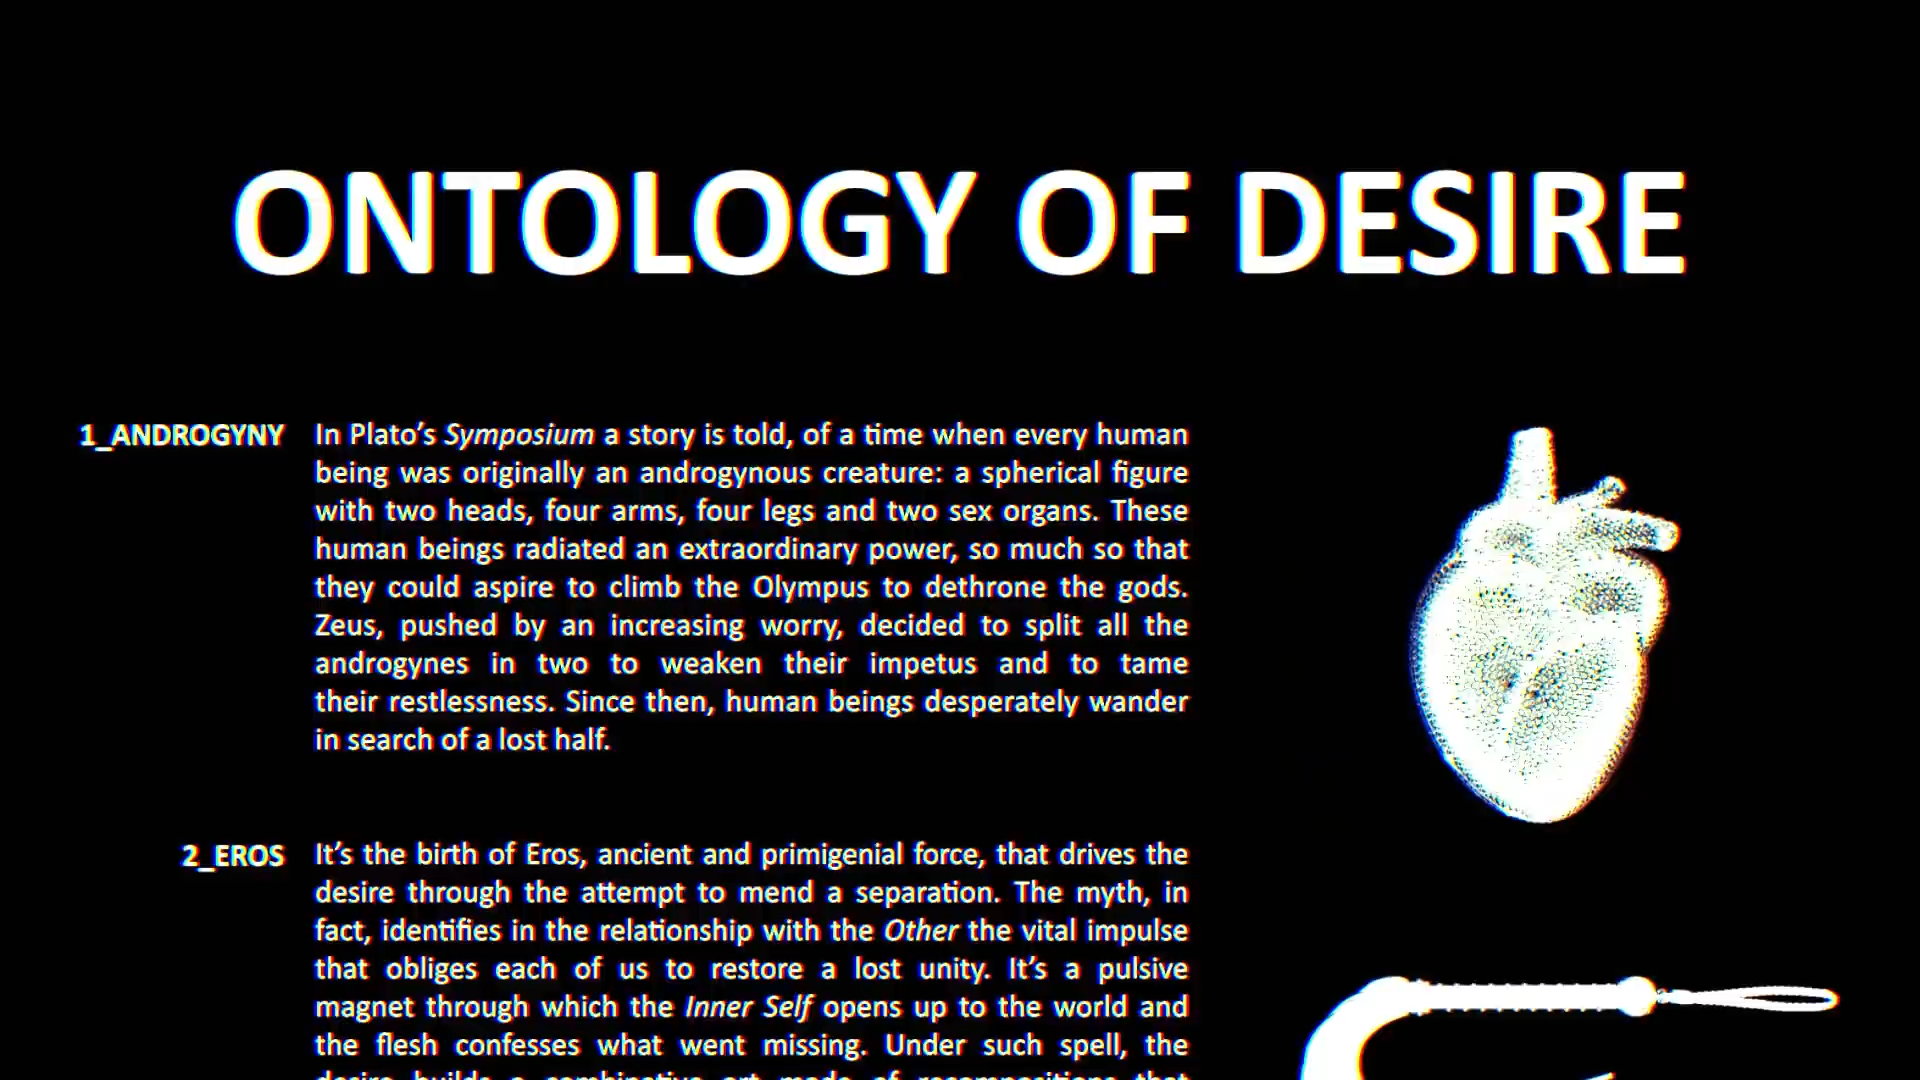 ONTOLOGY OF DESIRE
1_ANDROGYNY
In Plato’s Symposium a story is told, of a time when every human
being was originally an androgynous creature: a spherical figure
with two heads, four arms, four legs and two sex organs. These
human beings radiated an extraordinary power, so much so that
they could aspire to climb the Olympus to dethrone the gods.
Zeus, pushed by an increasing worry, decided to split all the
androgynes in two to weaken their impetus and to tame
their restlessness. Since then, human beings desperately wander
in search of a lost half.
2_EROS
It’s the birth of Eros, ancient and primigenial force, that drives the
desire through the attempt to mend a separation. The myth, in
fact, identifies in the relationship with the Other the vital impulse
that obliges each of us to restore a lost unity. It’s a pulsive
magnet through which the Inner Self opens up to the world and
the flesh confesses what went missing. Under such spell, the
desire builds a combinative art made of recompositions that